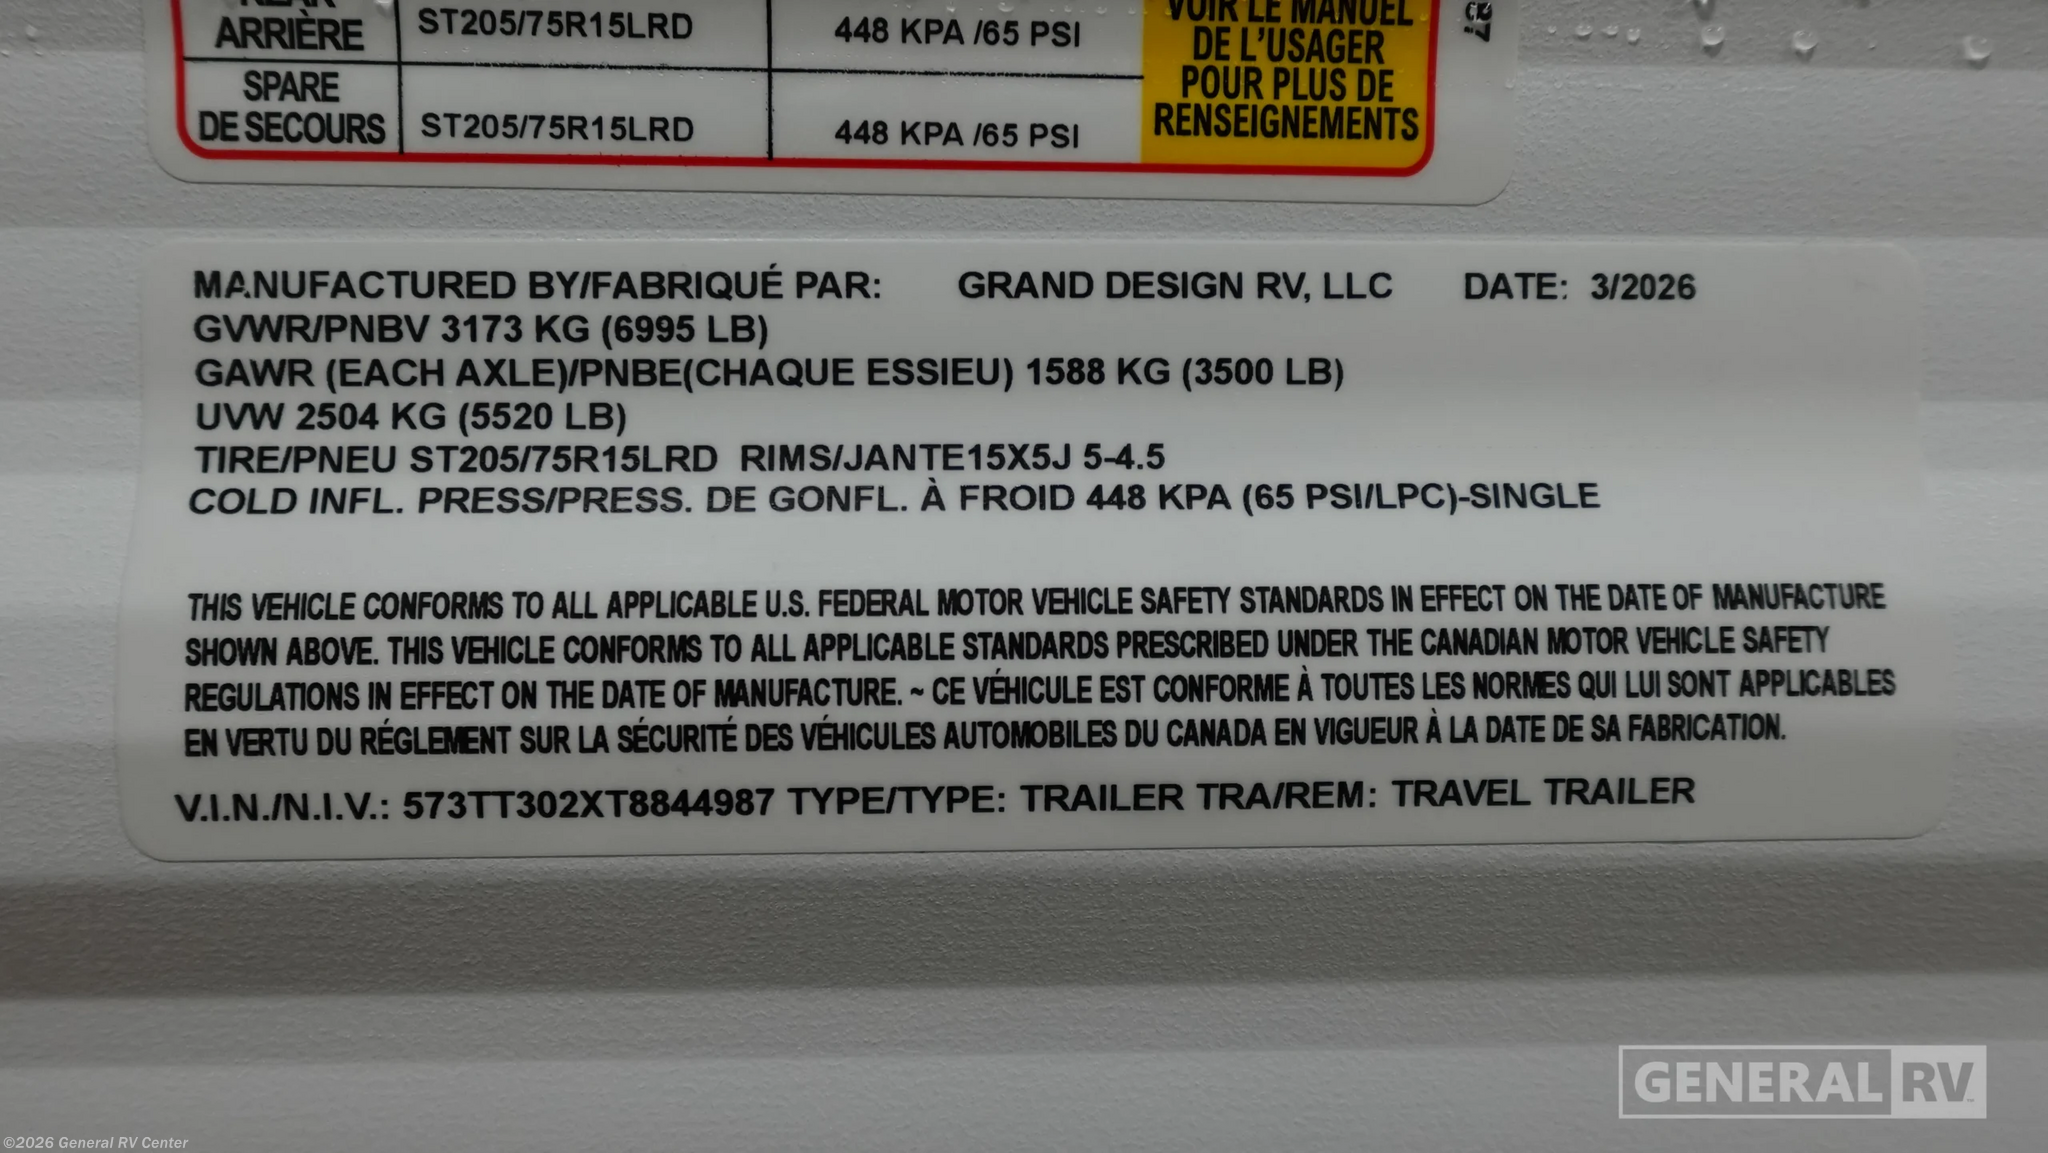 REAR
ARRIÈRE ST205/75R15LRD 448 KPA /65 PSI
SPARE
DE SECOURS ST205/75R15LRD 448 KPA /65 PSI
VOIR LE MANUEL
DE L'USAGER
POUR PLUS DE
RENSEIGNEMENTS
MANUFACTURED BY/FABRIQUÉ PAR: GRAND DESIGN RV, LLC DATE: 3/2026
GVWR/PNBV 3173 KG (6995 LB)
GAWR (EACH AXLE)/PNBE(CHAQUE ESSIEU) 1588 KG (3500 LB)
UVW 2504 KG (5520 LB)
TIRE/PNEU ST205/75R15LRD RIMS/JANTE15X5J 5-4.5
COLD INFL. PRESS/PRESS. DE GONFL. À FROID 448 KPA (65 PSI/LPC)-SINGLE
THIS VEHICLE CONFORMS TO ALL APPLICABLE U.S. FEDERAL MOTOR VEHICLE SAFETY STANDARDS IN EFFECT ON THE DATE OF MANUFACTURE
SHOWN ABOVE. THIS VEHICLE CONFORMS TO ALL APPLICABLE STANDARDS PRESCRIBED UNDER THE CANADIAN MOTOR VEHICLE SAFETY
REGULATIONS IN EFFECT ON THE DATE OF MANUFACTURE. ~ CE VÉHICULE EST CONFORME À TOUTES LES NORMES QUI LUI SONT APPLICABLES
EN VERTU DU RÉGLEMENT SUR LA SÉCURITÉ DES VÉHICULES AUTOMOBILES DU CANADA EN VIGUEUR À LA DATE DE SA FABRICATION.
V.I.N./N.I.V.: 573TT302XT8844987 TYPE/TYPE: TRAILER TRA/REM: TRAVEL TRAILER
GENERAL RV
©2026 General RV Center